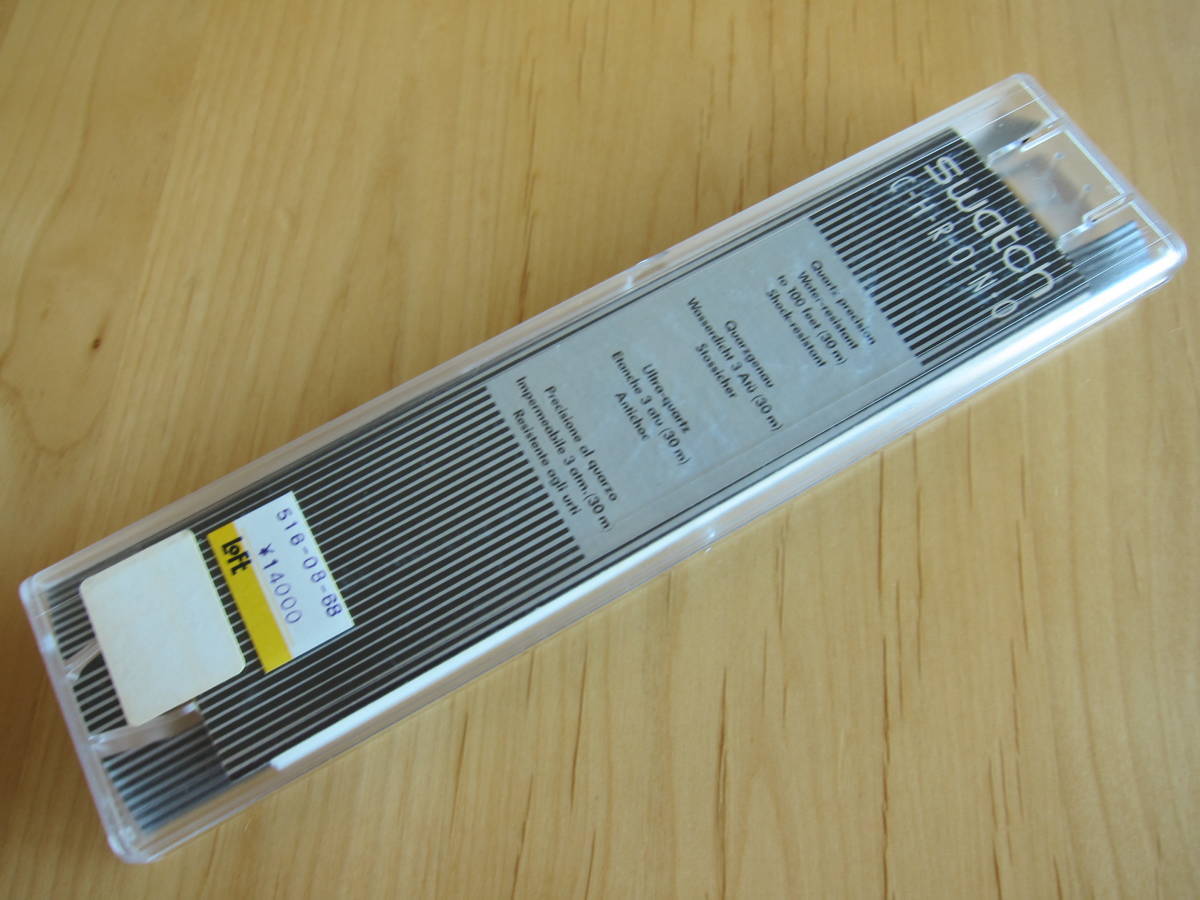 swatch
C-H-R-O-N-O
Quartz precision
Water-resistant
to 100 feet (30 m)
Shock-resistant
Quarzgenau
Wasserdicht 3 Atü (30 m)
Stossicher
Ultra-quartz
Etanche 3 atu (30 m)
Antichoc
Precisione al quarzo
Impermeabile 3 atm.(30 m)
Resistente agli urti
516-08-68
¥14000
LoFt